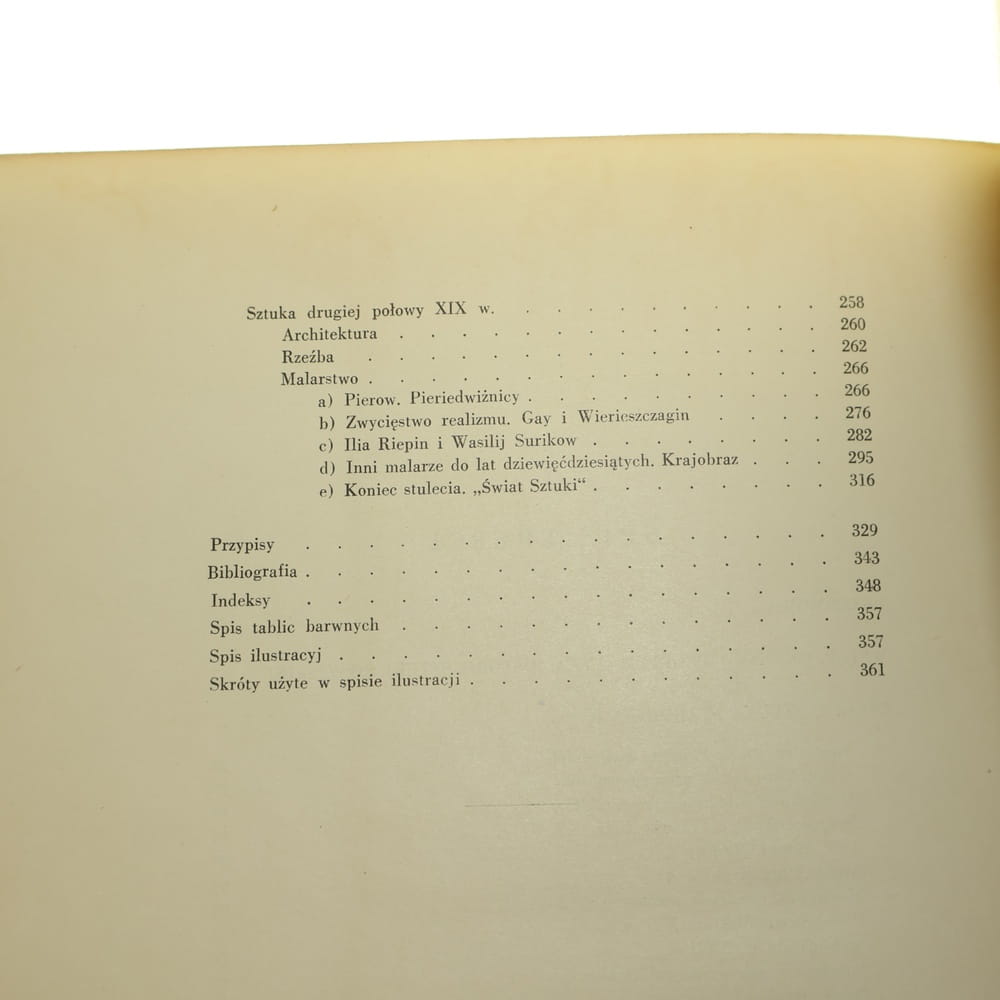 Sztuka drugiej połowy XIX w. . . . . . . . . . . 258
Architektura . . . . . . . . . . . . . . 260
Rzeźba . . . . . . . . . . . . . . . 262
Malarstwo . . . . . . . . . . . . . . . 266
a) Pierow. Pieriedwiżnicy . . . . . . . . . . 266
b) Zwycięstwo realizmu. Gay i Wierieszczagin . . . . 276
c) Ilia Riepin i Wasilij Surikow . . . . . . . . 282
d) Inni malarze do lat dziewięćdziesiątych. Krajobraz . . . 295
e) Koniec stulecia. „Świat Sztuki“ . . . . . . . . 316
Przypisy . . . . . . . . . . . . . . . . . 329
Bibliografia . . . . . . . . . . . . . . . . . 343
Indeksy . . . . . . . . . . . . . . . . . 348
Spis tablic barwnych . . . . . . . . . . . . . . 357
Spis ilustracyj . . . . . . . . . . . . . . . . 357
Skróty użyte w spisie ilustracji . . . . . . . . . . . . 361